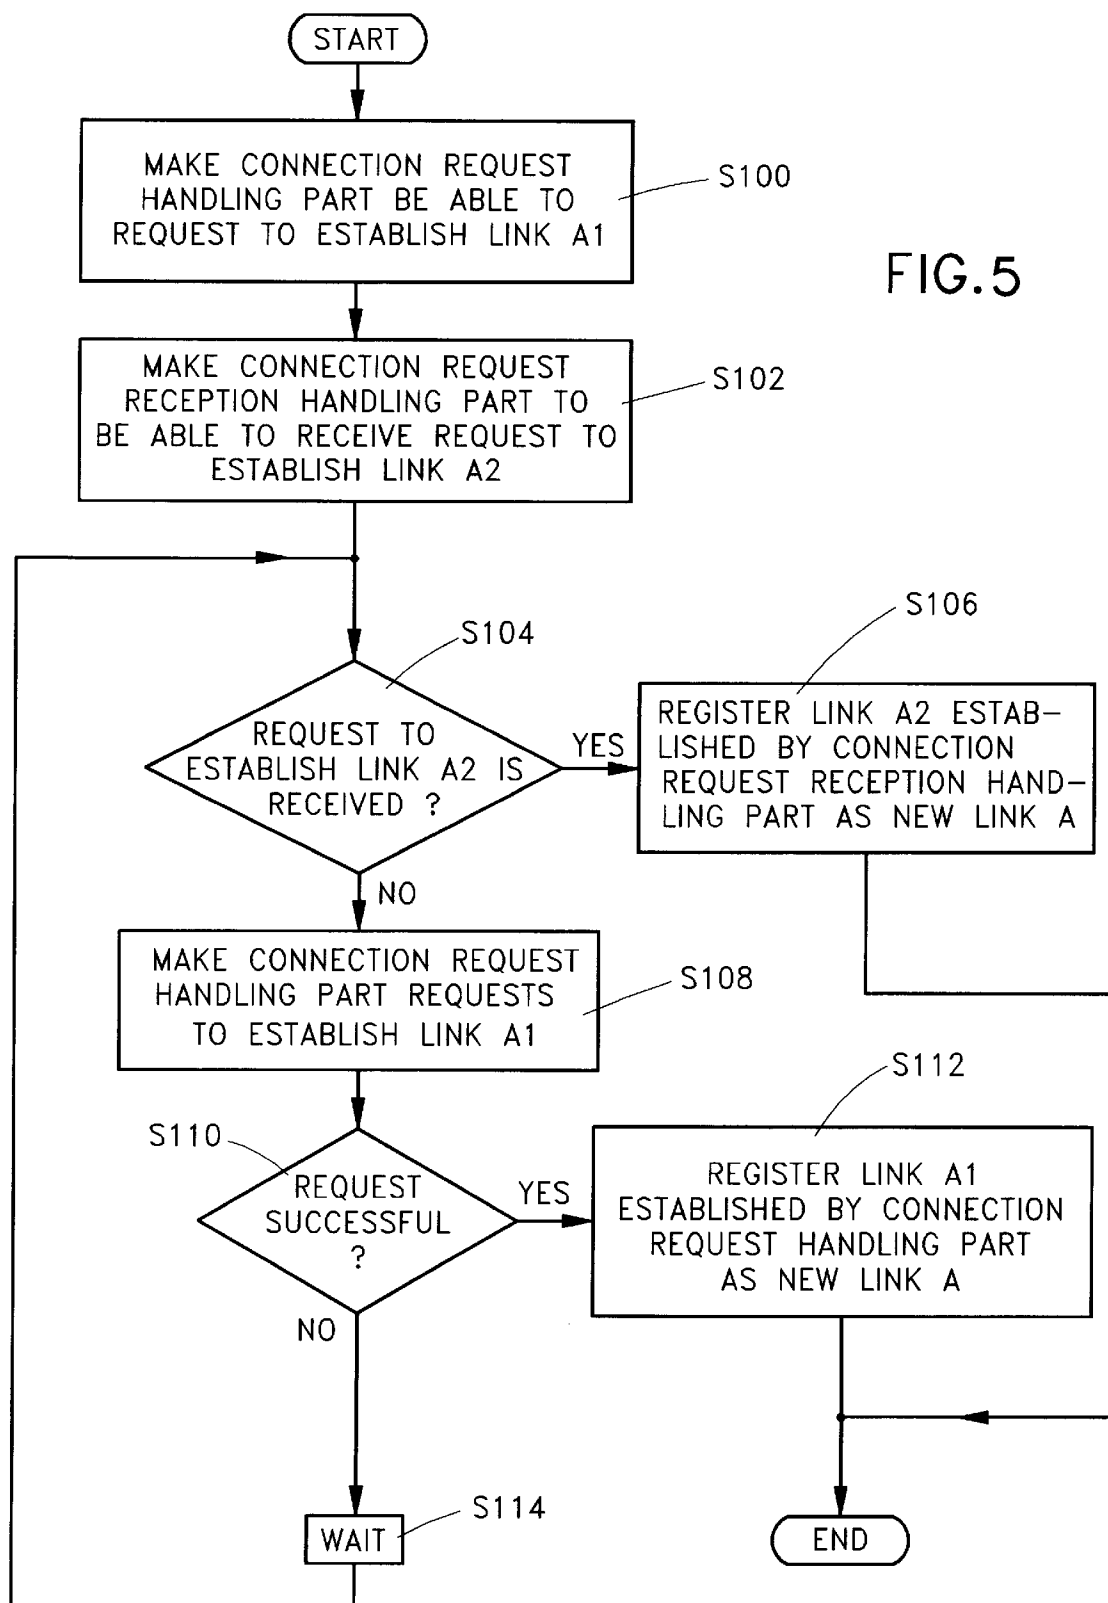 START
MAKE CONNECTION REQUEST
HANDLING PART BE ABLE TO
REQUEST TO ESTABLISH LINK A1
S100
FIG.5
MAKE CONNECTION REQUEST
RECEPTION HANDLING PART TO
BE ABLE TO RECEIVE REQUEST TO
ESTABLISH LINK A2
S102
S104
REQUEST TO
ESTABLISH LINK A2 IS
RECEIVED ?
YES
NO
S106
REGISTER LINK A2 ESTAB-
LISHED BY CONNECTION
REQUEST RECEPTION HAND-
LING PART AS NEW LINK A
MAKE CONNECTION REQUEST
HANDLING PART REQUESTS
TO ESTABLISH LINK A1
S108
S110
REQUEST
SUCCESSFUL
?
YES
NO
S112
REGISTER LINK A1
ESTABLISHED BY CONNECTION
REQUEST HANDLING PART
AS NEW LINK A
WAIT
S114
END